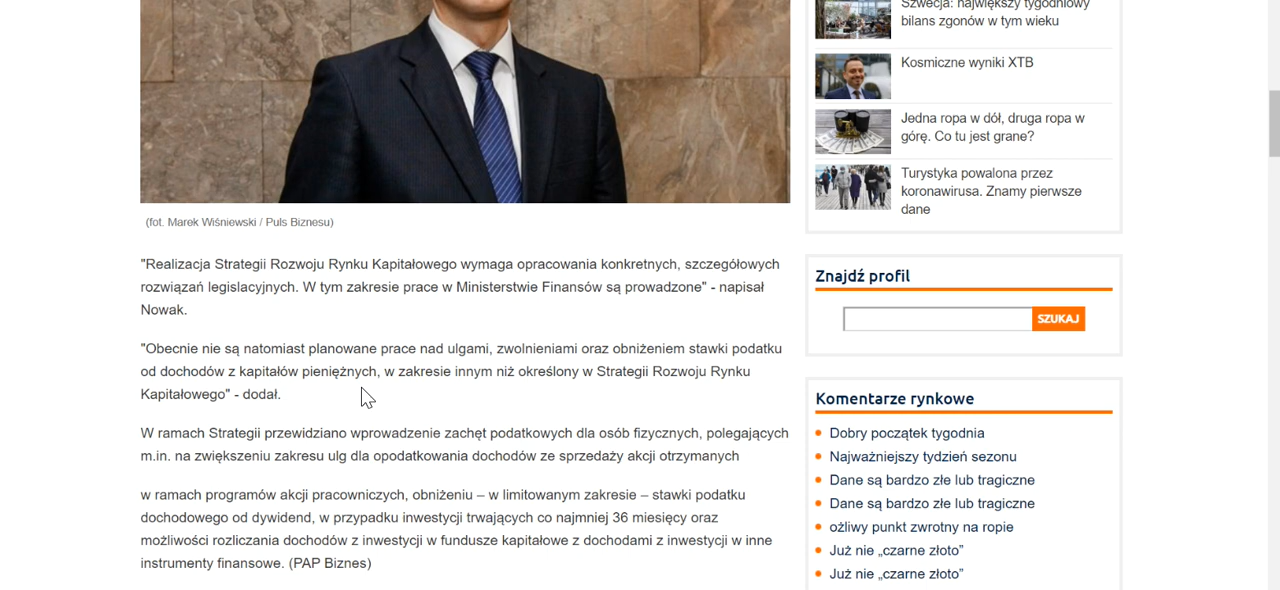 (fot. Marek Wiśniewski / Puls Biznesu)
"Realizacja Strategii Rozwoju Rynku Kapitałowego wymaga opracowania konkretnych, szczegółowych
rozwiązań legislacyjnych. W tym zakresie prace w Ministerstwie Finansów są prowadzone" - napisał
Nowak.
"Obecnie nie są natomiast planowane prace nad ulgami, zwolnieniami oraz obniżeniem stawki podatku
od dochodów z kapitałów pieniężnych, w zakresie innym niż określony w Strategii Rozwoju Rynku
Kapitałowego" - dodał.
W ramach Strategii przewidziano wprowadzenie zachęt podatkowych dla osób fizycznych, polegających
m.in. na zwiększeniu zakresu ulg dla opodatkowania dochodów ze sprzedaży akcji otrzymanych
w ramach programów akcji pracowniczych, obniżeniu – w limitowanym zakresie – stawki podatku
dochodowego od dywidend, w przypadku inwestycji trwających co najmniej 36 miesięcy oraz
możliwości rozliczania dochodów z inwestycji w fundusze kapitałowe z dochodami z inwestycji w inne
instrumenty finansowe. (PAP Biznes)
Szwecja: największy tygodniowy
bilans zgonów w tym wieku
Kosmiczne wyniki XTB
Jedna ropa w dół, druga ropa w
górę. Co tu jest grane?
Turystyka powalona przez
koronawirusa. Znamy pierwsze
dane
Znajdź profil
SZUKAJ
Komentarze rynkowe
Dobry początek tygodnia
Najważniejszy tydzień sezonu
Dane są bardzo złe lub tragiczne
Dane są bardzo złe lub tragiczne
ożliwy punkt zwrotny na ropie
Już nie „czarne złoto”
Już nie „czarne złoto”